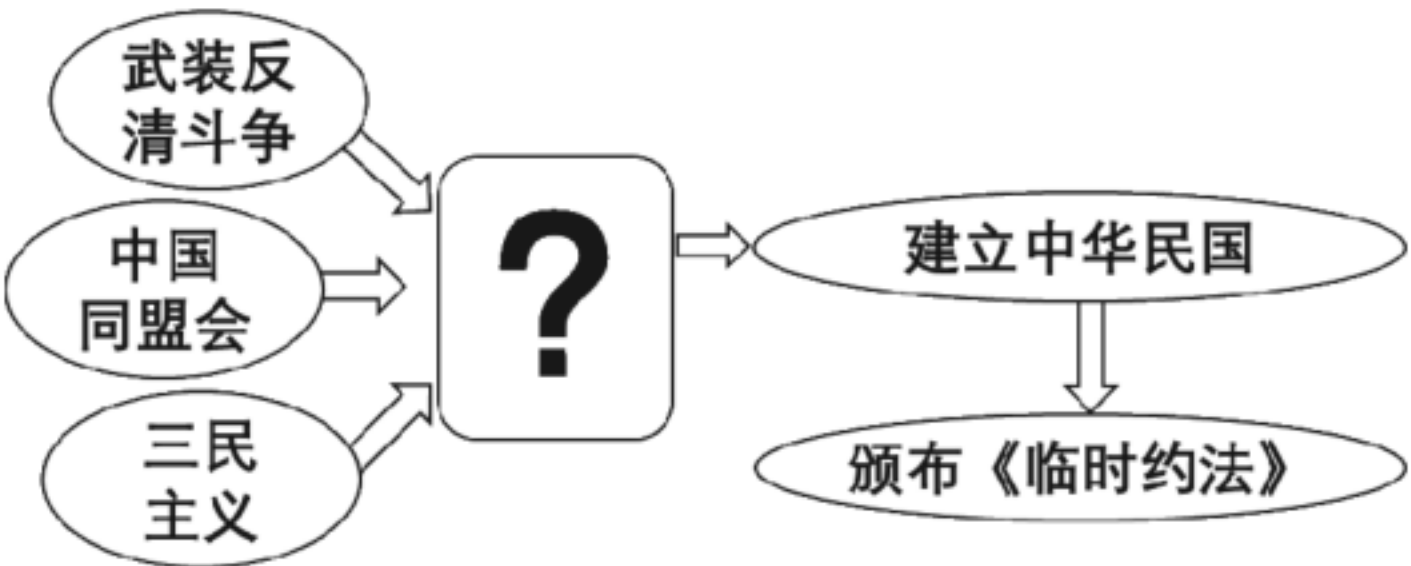 武装反
清斗争
中国
同盟会
三民
主义
?
建立中华民国
颁布《临时约法》